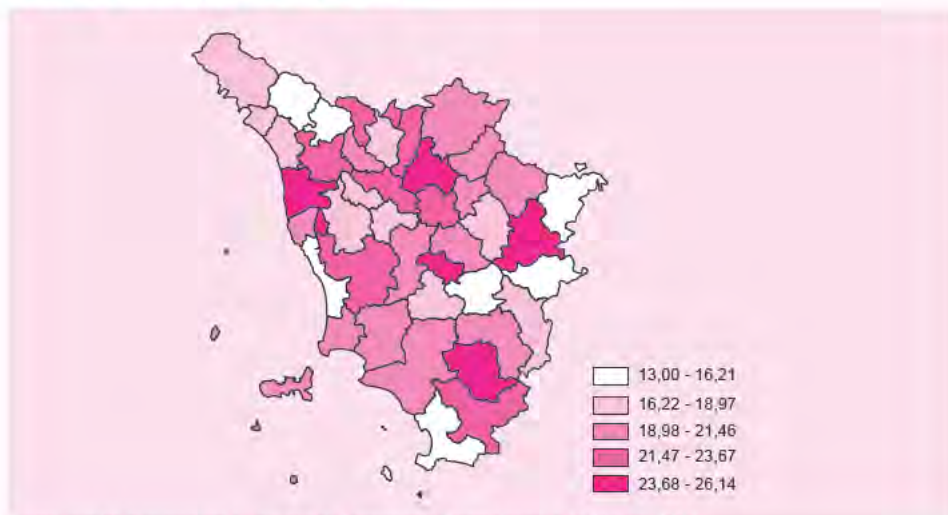 13,00 - 16,21
16,22 - 18,97
18,98 - 21,46
21,47 - 23,67
23,68 - 26,14